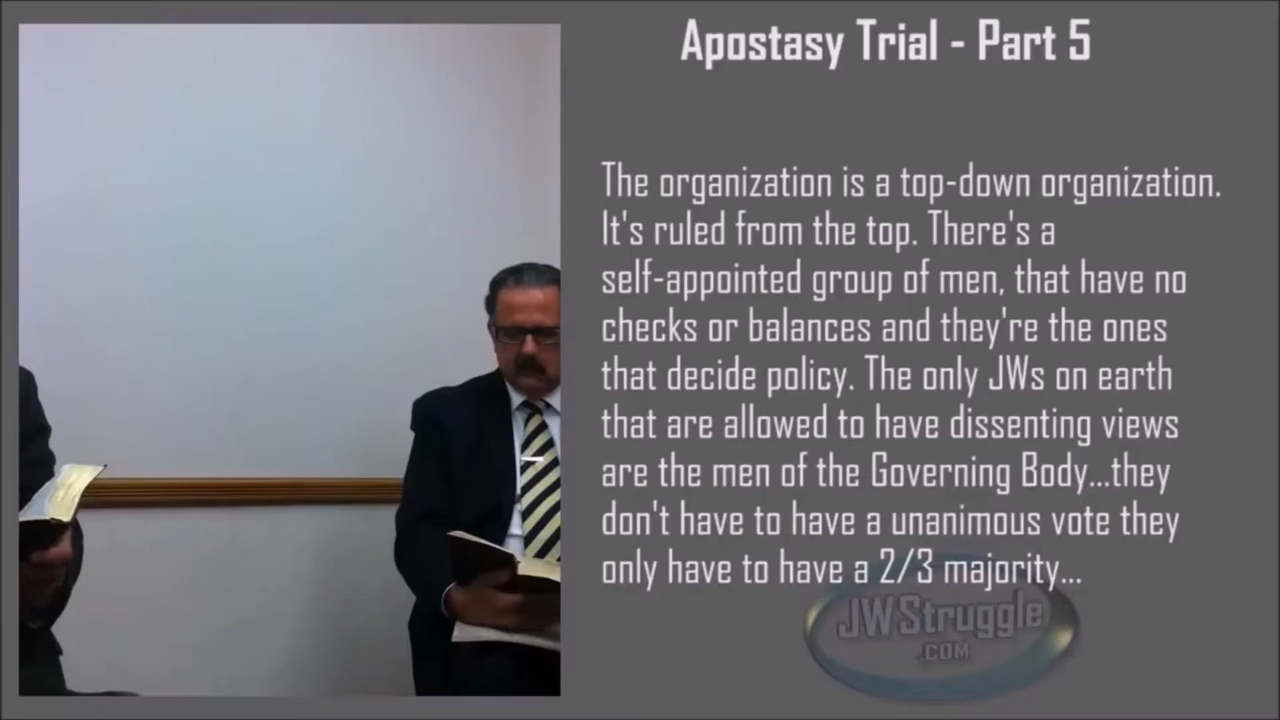 Apostasy Trial - Part 5
The organization is a top-down organization.
It's ruled from the top. There's a
self-appointed group of men, that have no
checks or balances and they're the ones
that decide policy. The only JWs on earth
that are allowed to have dissenting views
are the men of the Governing Body...they
don't have to have a unanimous vote they
only have to have a 2/3 majority...
JWStruggle
.COM